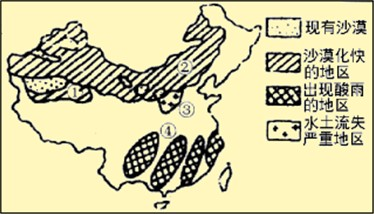 现有沙漠
沙漠化快
的地区
出现酸雨
的地区
水土流失
严重地区
②
①
③
④